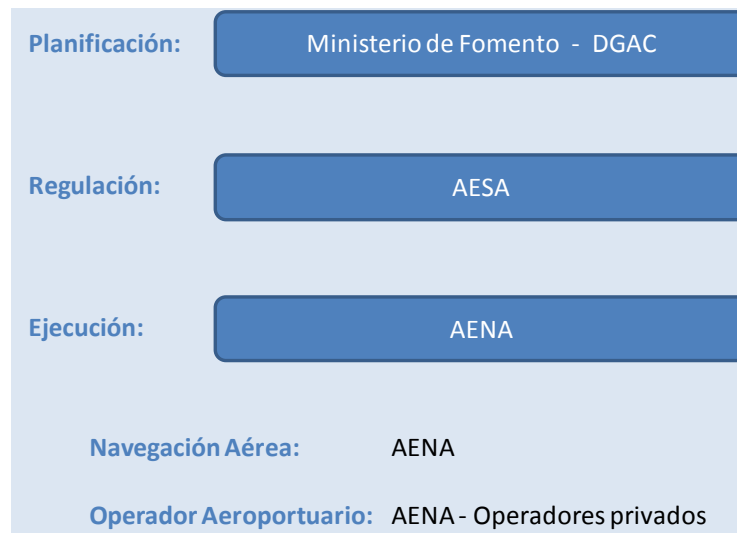 Planificación: Ministerio de Fomento - DGAC
Regulación: AESA
Ejecución: AENA
Navegación Aérea: AENA
Operador Aeroportuario: AENA - Operadores privados